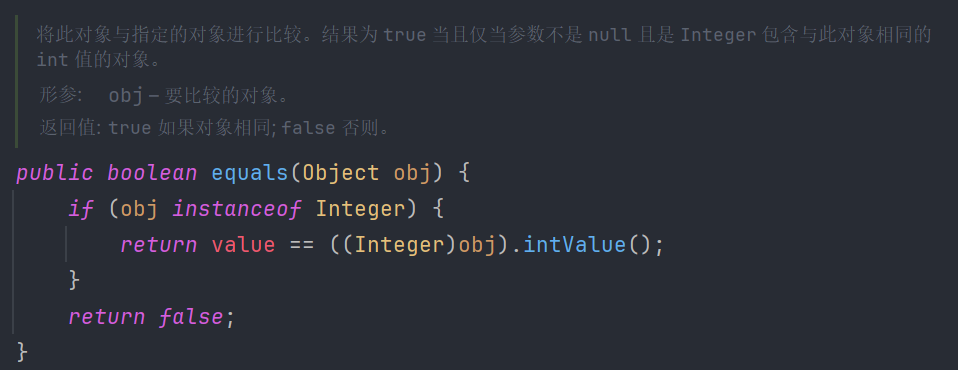 将此对象与指定的对象进行比较。结果为 true 当且仅当参数不是 null 且是 Integer 包含与此对象相同的
int 值的对象。
形参: obj – 要比较的对象。
返回值: true 如果对象相同; false 否则。
public boolean equals(Object obj) {
    if (obj instanceof Integer) {
        return value == ((Integer)obj).intValue();
    }
    return false;
}